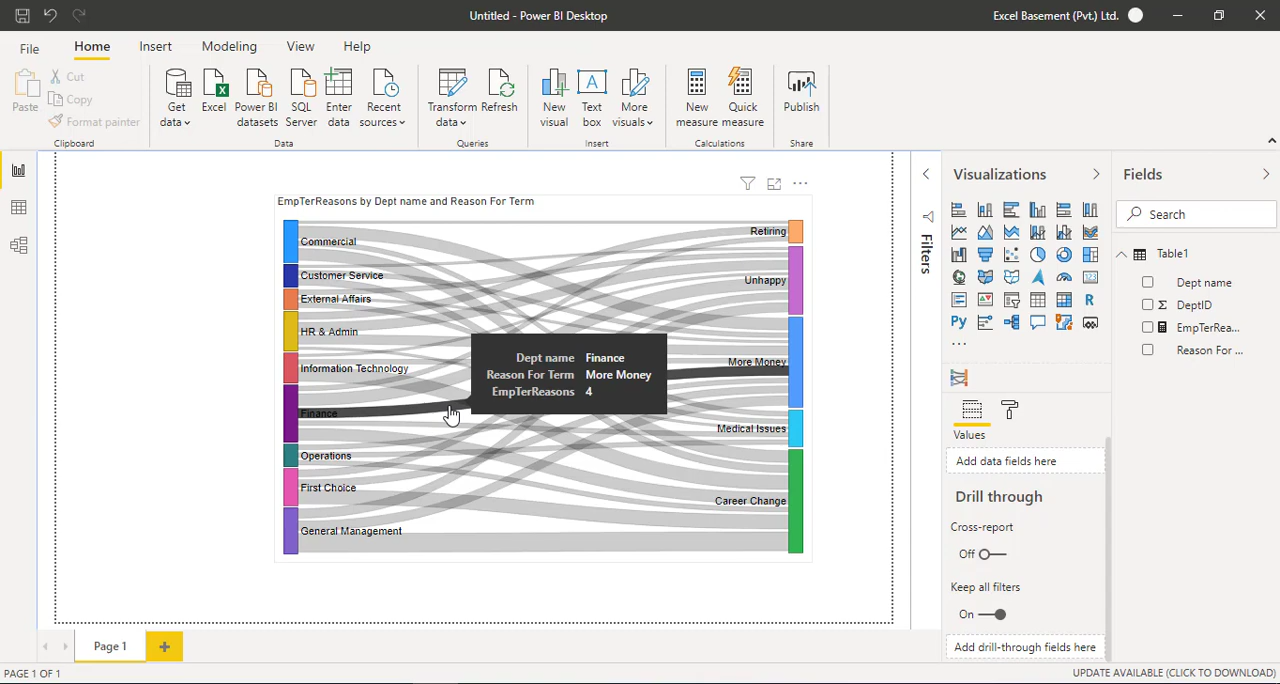 Untitled - Power BI Desktop
Excel Basement (Pvt.) Ltd.
File
Home
Insert
Modeling
View
Help
Paste
Cut
Copy
Format painter
Clipboard
Get data
Excel
Power BI datasets
SQL Server
Enter data
Recent sources
Data
Transform data
Refresh
Queries
New visual
Text box
More visuals
Insert
New measure
Quick measure
Calculations
Publish
Share
EmpTerReasons by Dept name and Reason For Term
Commercial
Customer Service
External Affairs
HR & Admin
Information Technology
Finance
Operations
First Choice
General Management
Retiring
Unhappy
More Money
Medical Issues
Career Change
Dept name Finance
Reason For Term More Money
EmpTerReasons 4
Filters
Visualizations
Values
Add data fields here
Drill through
Cross-report
Off
Keep all filters
On
Add drill-through fields here
Fields
Search
Table1
Dept name
DeptID
EmpTerRea...
Reason For ...
Page 1
PAGE 1 OF 1
UPDATE AVAILABLE (CLICK TO DOWNLOAD)